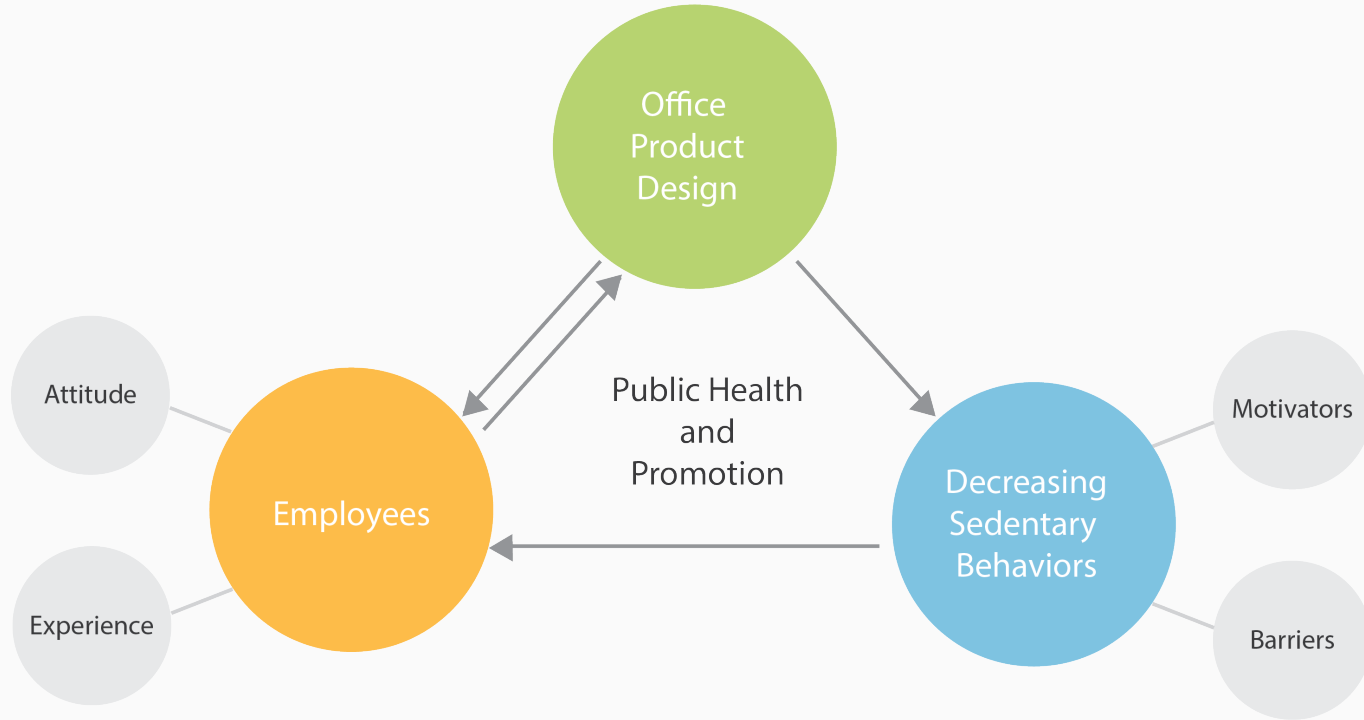 Office
Product
Design
Attitude
Employees
Experience
Public Health
and
Promotion
Decreasing
Sedentary
Behaviors
Motivators
Barriers